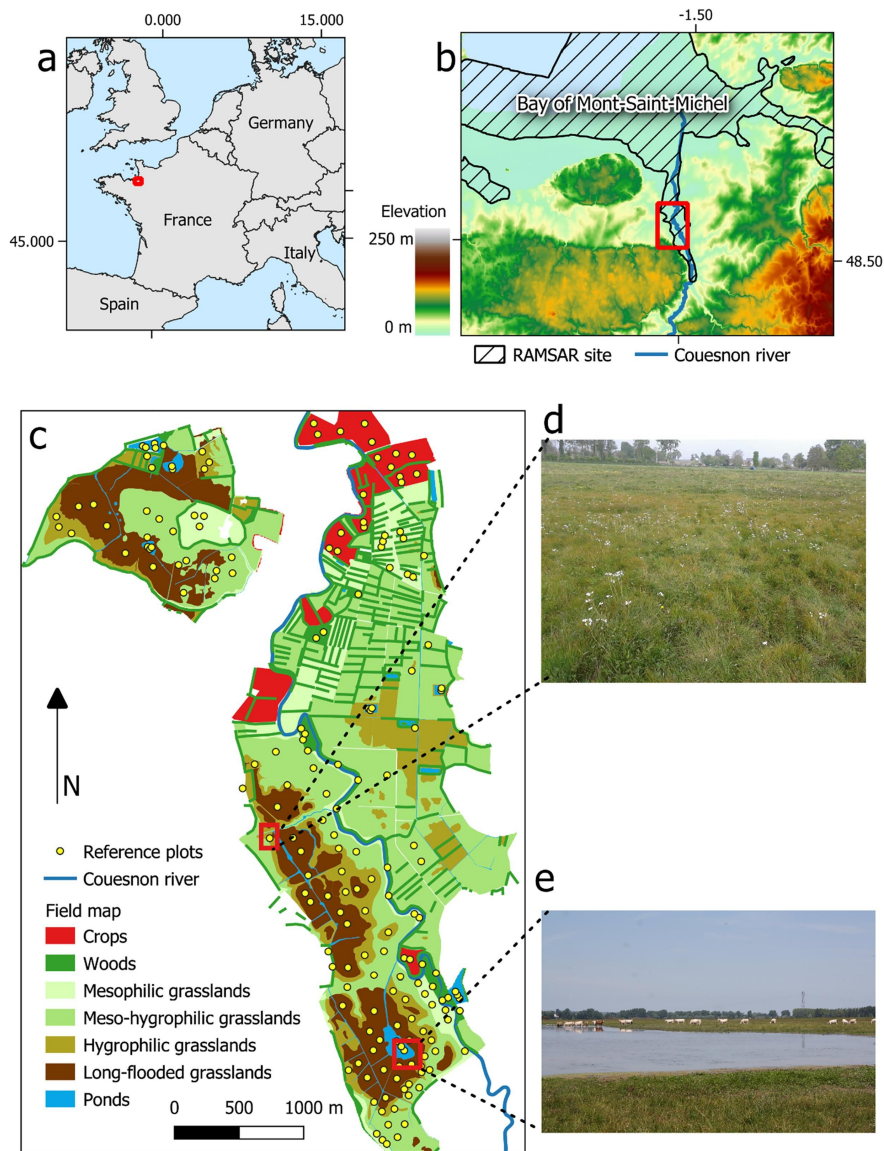 0.000
15.000
a
Germany
France
45.000
Italy
Spain
Elevation
250 m
0 m
-1.50
b
Bay of Mont-Saint-Michel
48.50
RAMSAR site
Couesnon river
c
N
Reference plots
Couesnon river
Field map
Crops
Woods
Mesophilic grasslands
Meso-hygrophilic grasslands
Hygrophilic grasslands
Long-flooded grasslands
Ponds
0
500
1000 m
d
e